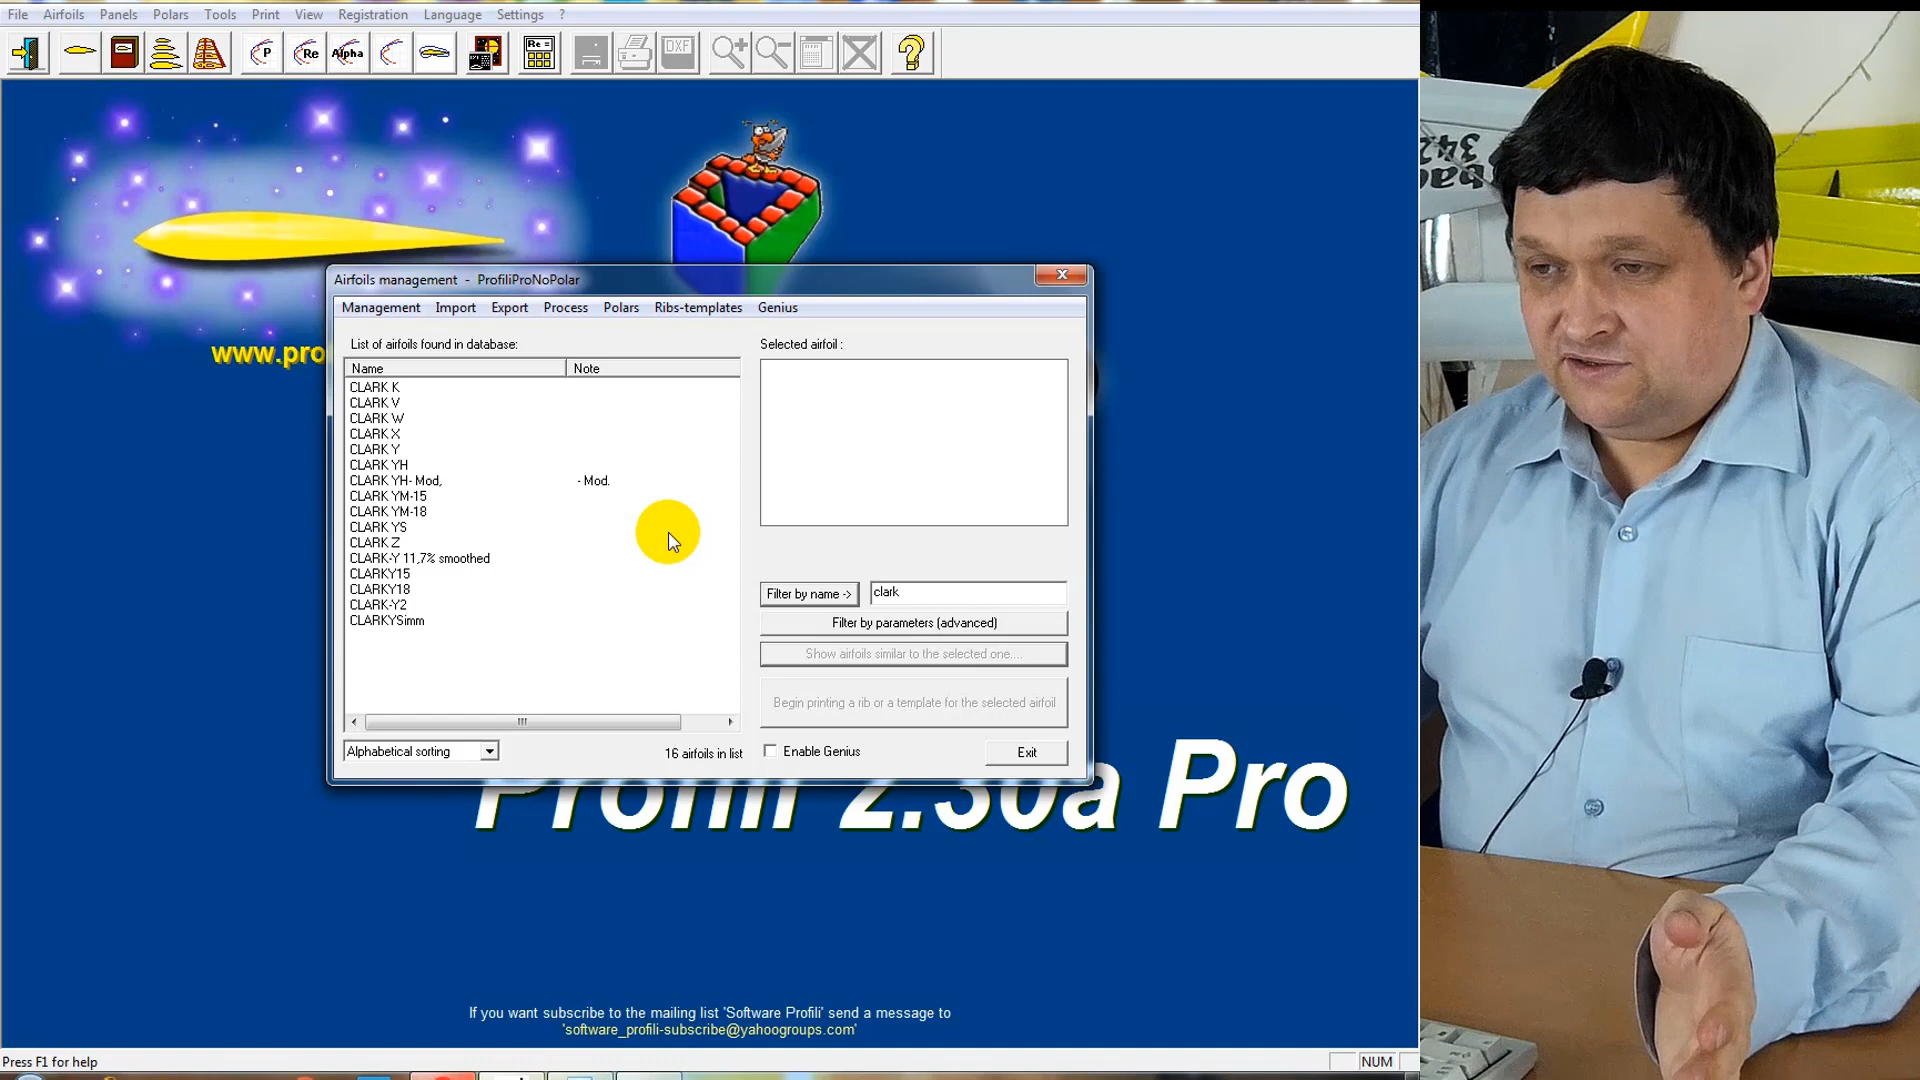 File Airfoils Panels Polars Tools Print View Registration Language Settings ?
P Re Alpha Re = DXF
www.pro
Airfoils management - ProfiliProNoPolar
Management Import Export Process Polars Ribs-templates Genius
List of airfoils found in database:
Selected airfoil :
Name Note
CLARK K
CLARK V
CLARK W
CLARK X
CLARK Y
CLARK YH
CLARK YH- Mod, - Mod.
CLARK YM-15
CLARK YM-18
CLARK YS
CLARK Z
CLARK-Y 11,7% smoothed
CLARKY15
CLARKY18
CLARK-Y2
CLARKYSimm
Filter by name -> clark
Filter by parameters (advanced)
Show airfoils similar to the selected one....
Begin printing a rib or a template for the selected airfoil
Alphabetical sorting
16 airfoils in list
Enable Genius
Exit
Profili 2.30a Pro
If you want subscribe to the mailing list 'Software Profili' send a message to
'software_profili-subscribe@yahoogroups.com'
Press F1 for help
NUM